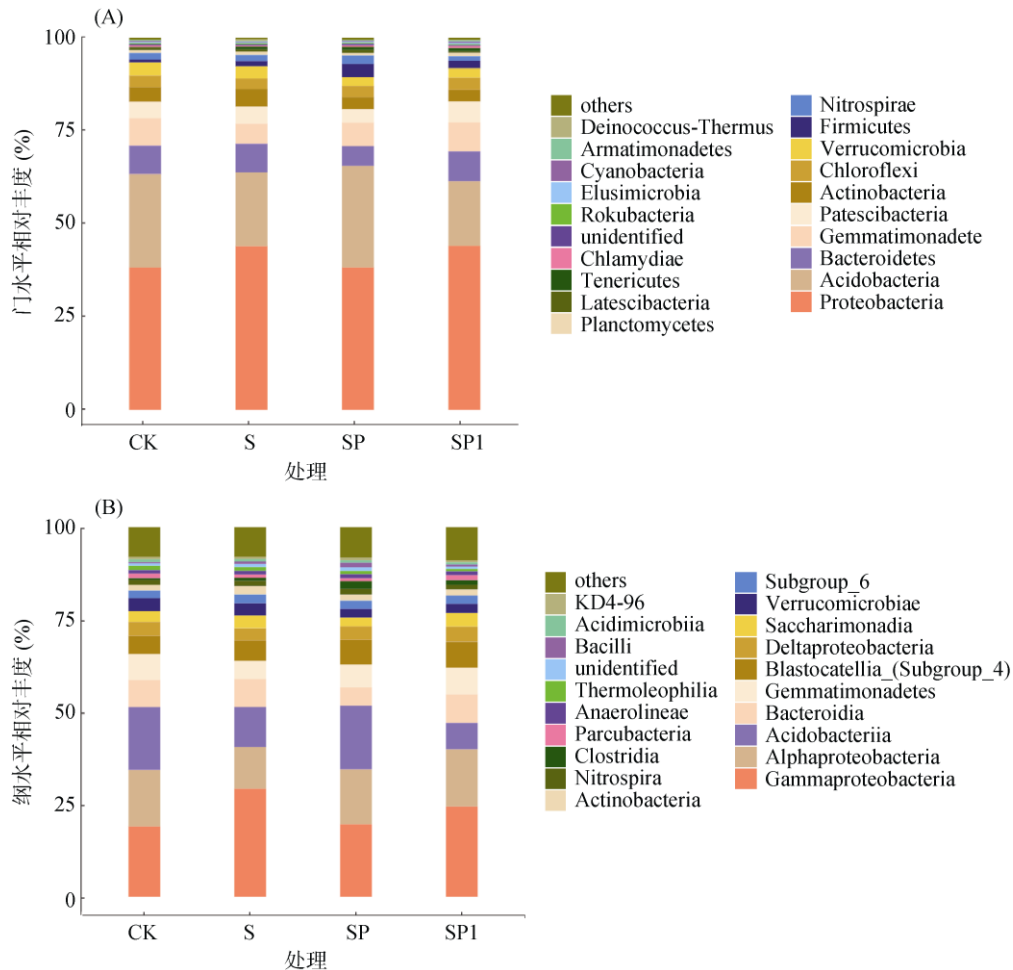 (A)
门水平相对丰度 (%)
100
75
50
25
0
CK S SP SP1
处理
others
Deinococcus-Thermus
Armatimonadetes
Cyanobacteria
Elusimicrobia
Rokubacteria
unidentified
Chlamydiae
Tenericutes
Latescibacteria
Planctomycetes
Nitrospirae
Firmicutes
Verrucomicrobia
Chloroflexi
Actinobacteria
Patescibacteria
Gemmatimonadete
Bacteroidetes
Acidobacteria
Proteobacteria
(B)
纲水平相对丰度 (%)
100
75
50
25
0
CK S SP SP1
处理
others
KD4-96
Acidimicrobiia
Bacilli
unidentified
Thermoleophilia
Anaerolineae
Parcubacteria
Clostridia
Nitrospira
Actinobacteria
Subgroup_6
Verrucomicrobiae
Saccharimonadia
Deltaproteobacteria
Blastocatellia_(Subgroup_4)
Gemmatimonadetes
Bacteroidia
Acidobacteriia
Alphaproteobacteria
Gammaproteobacteria